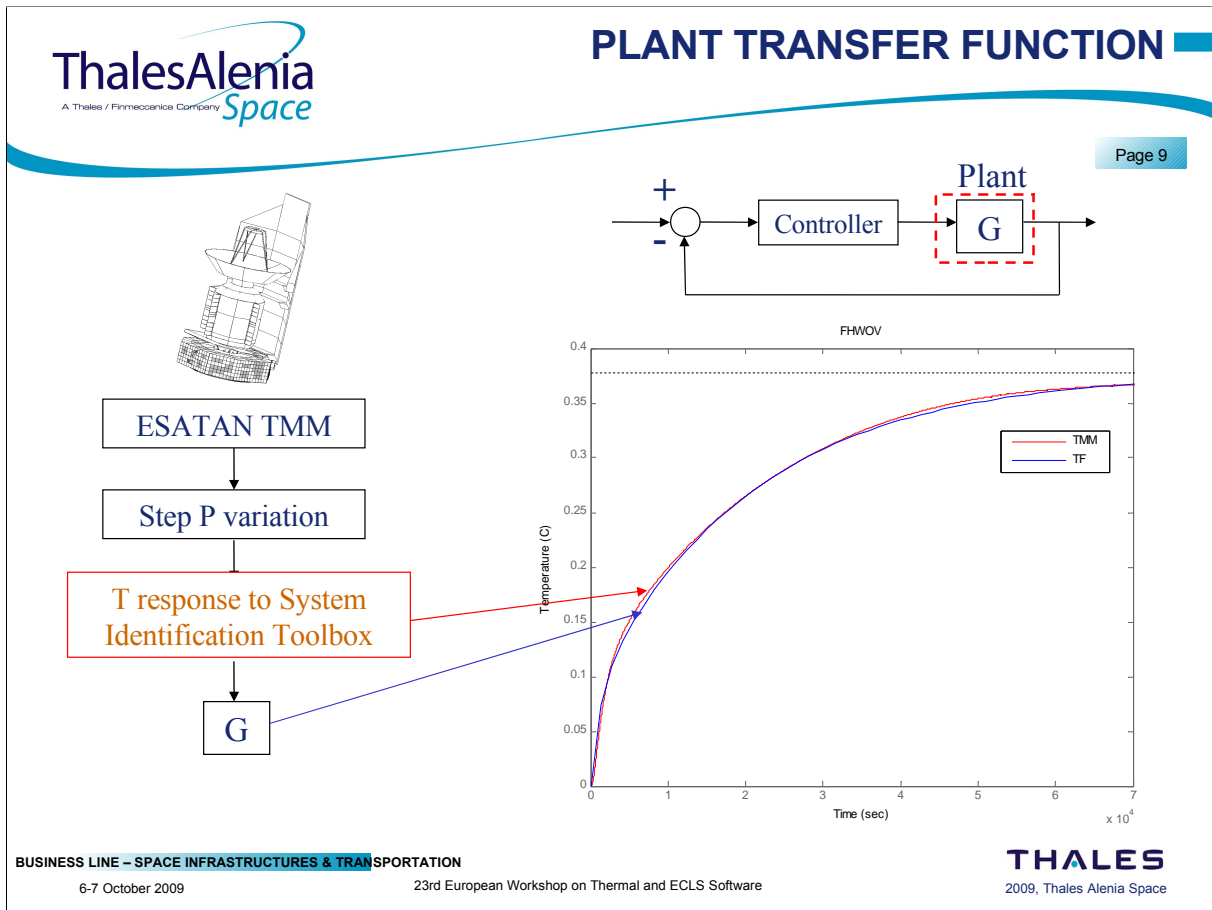 ThalesAlenia
A Thales / Finmeccanica Company
Space
PLANT TRANSFER FUNCTION
Page 9
Plant
+
-
Controller
G
ESATAN TMM
Step P variation
T response to System
Identification Toolbox
G
FHWOV
0.4
0.35
0.3
0.25
0.2
0.15
0.1
0.05
0
Temperature (C)
TMM
TF
0 1 2 3 4 5 6 7
Time (sec)
x 10^4
BUSINESS LINE – SPACE INFRASTRUCTURES & TRANSPORTATION
6-7 October 2009
23rd European Workshop on Thermal and ECLS Software
THALES
2009, Thales Alenia Space